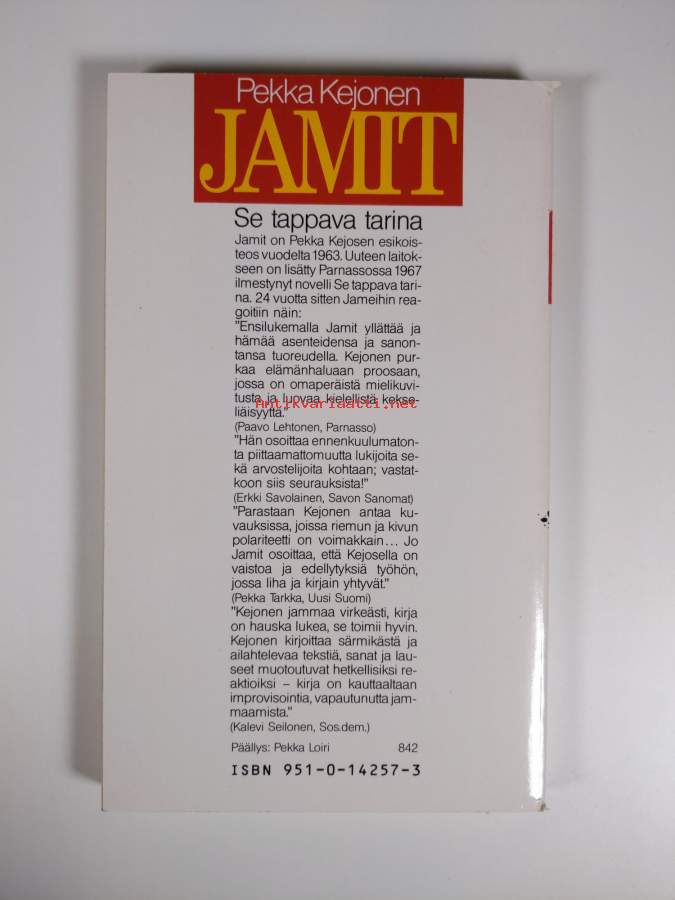 Pekka Kejonen
JAMIT
Se tappava tarina
Jamit on Pekka Kejosen esikois-
teos vuodelta 1963. Uuteen laitok-
seen on lisätty Parnassossa 1967
ilmestynyt novelli Se tappava tari-
na. 24 vuotta sitten Jameihin rea-
goitiin näin:
"Ensilukemalla Jamit yllättää ja
hämää asenteidensa ja sanon-
tansa tuoreudella. Kejonen pur-
kaa elämänhaluaan proosaan,
jossa on omaperäistä mielikuvi-
tusta ja luovaa kielellistä kekse-
liäisyyttä."
antikvariaatti.net
(Paavo Lehtonen, Parnasso)
"Hän osoittaa ennenkuulumaton-
ta piittaamattomuutta lukijoita se-
kä arvostelijoita kohtaan; vastat-
koon siis seurauksista!"
(Erkki Savolainen, Savon Sanomat)
"Parastaan Kejonen antaa ku-
vauksissa, joissa riemun ja kivun
polariteetti on voimakkain... Jo
Jamit osoittaa, että Kejosella on
vaistoa ja edellytyksiä työhön,
jossa liha ja kirjain yhtyvät."
(Pekka Tarkka, Uusi Suomi)
"Kejonen jammaa virkeästi, kirja
on hauska lukea, se toimii hyvin.
Kejonen kirjoittaa särmikästä ja
ailahtelevaa tekstiä, sanat ja lau-
seet muotoutuvat hetkellisiksi re-
aktioiksi – kirja on kauttaaltaan
improvisointia, vapautunutta jam-
maamista."
(Kalevi Seilonen, Sos.dem.)
Päällys: Pekka Loiri 842
ISBN 951-0-14257-3